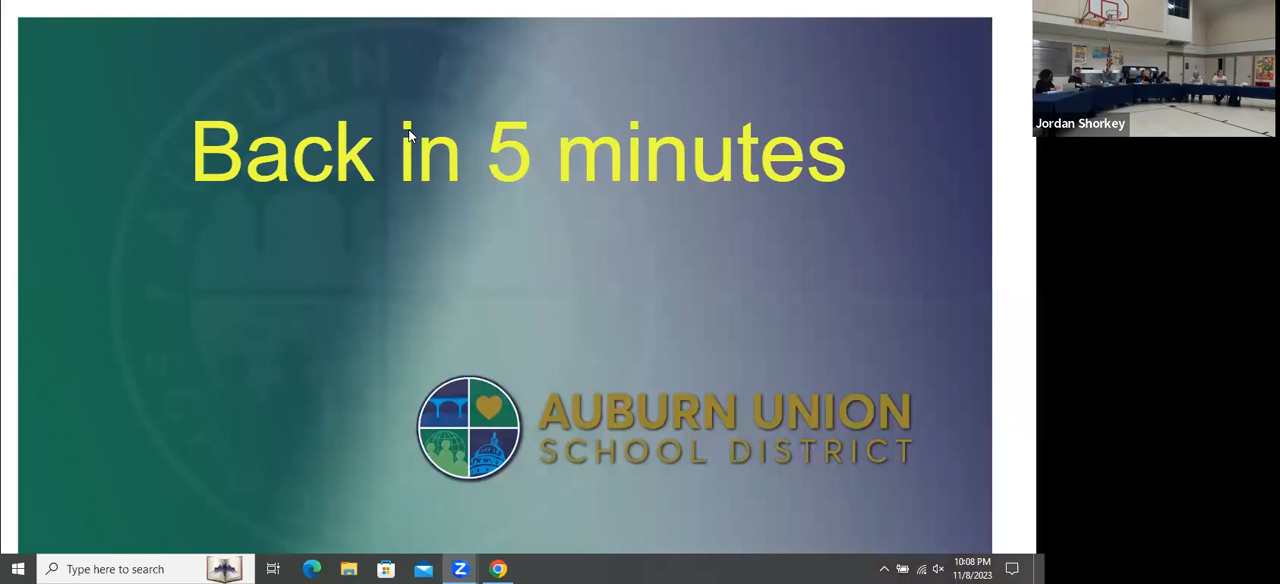 Back in 5 minutes
AUBURN UNION
SCHOOL DISTRICT
Jordan Shorkey
Type here to search
10:08 PM
11/8/2023